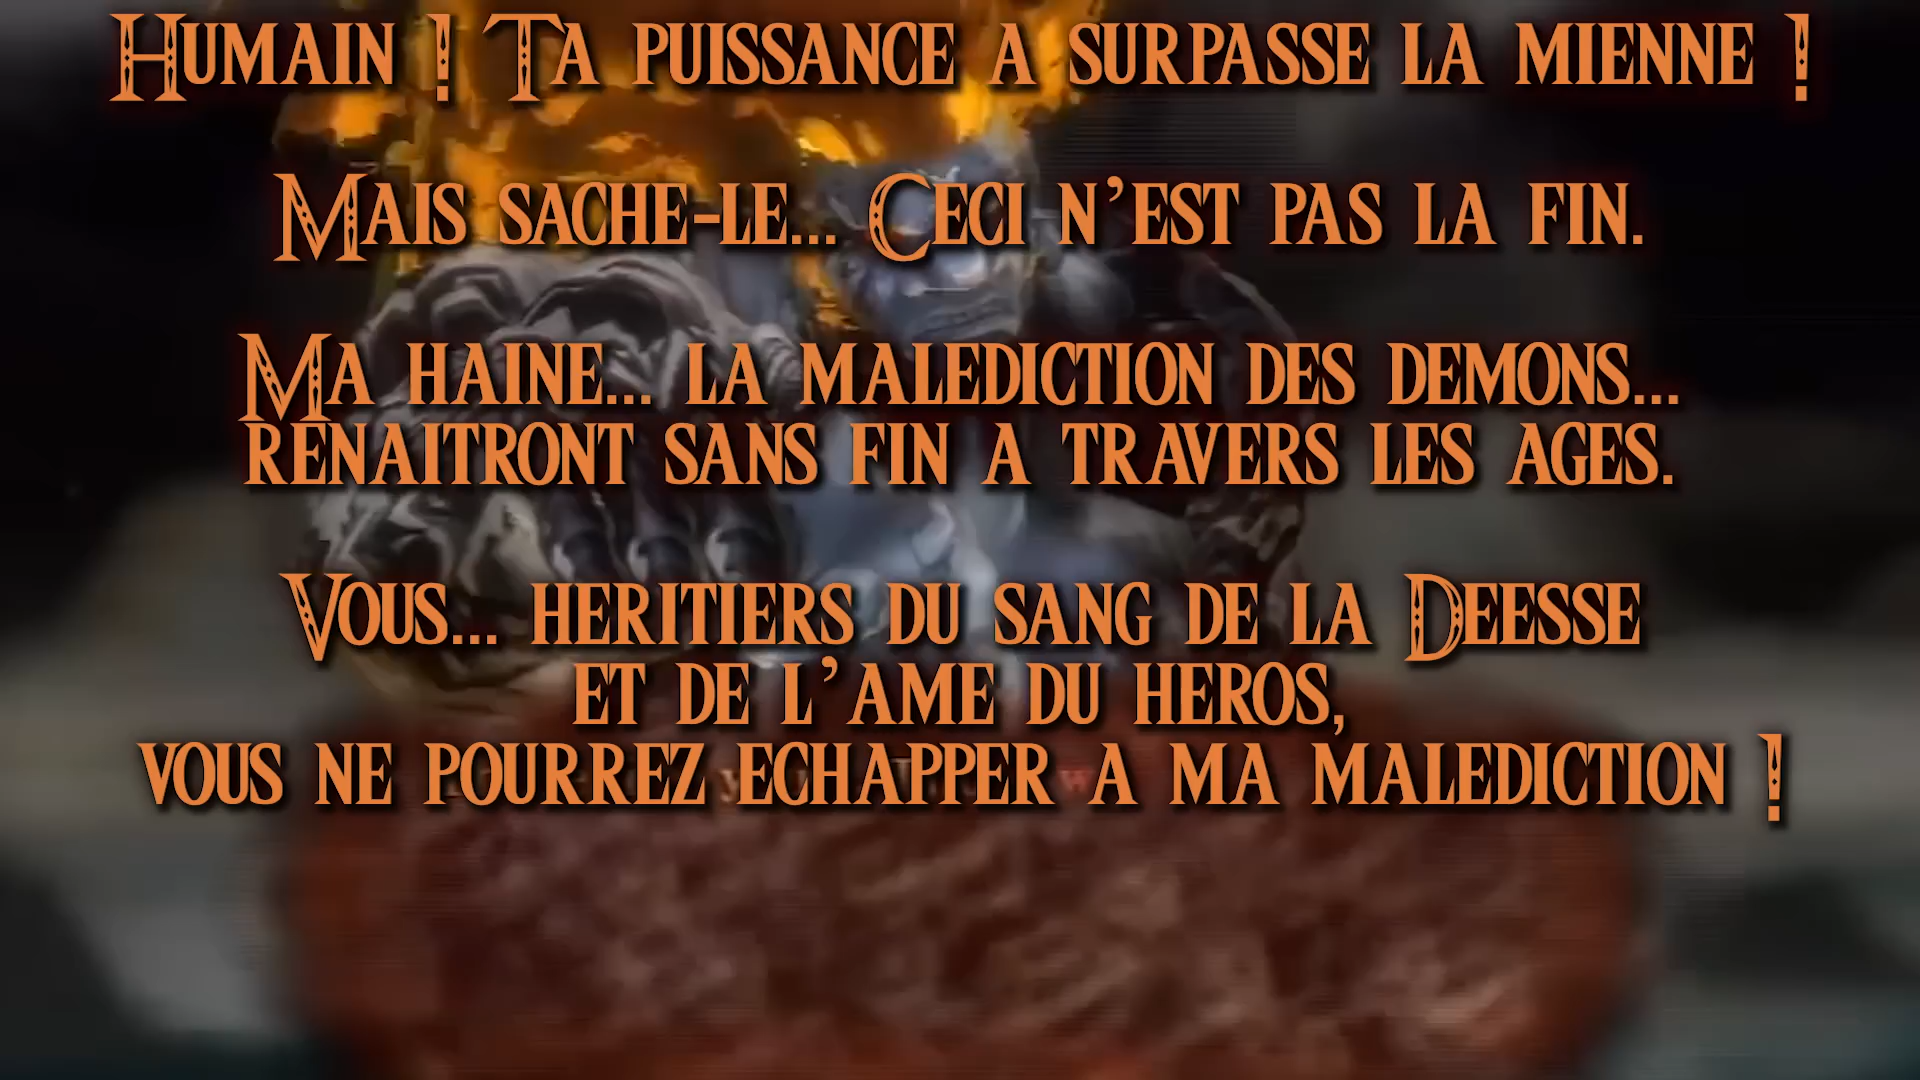 Humain ! Ta puissance a surpasse la mienne !
Mais sache-le... Ceci n'est pas la fin.
Ma haine... la malediction des demons...
renaitront sans fin a travers les ages.
Vous... heritiers du sang de la Deesse
et de l'ame du heros,
vous ne pourrez echapper a ma malediction !